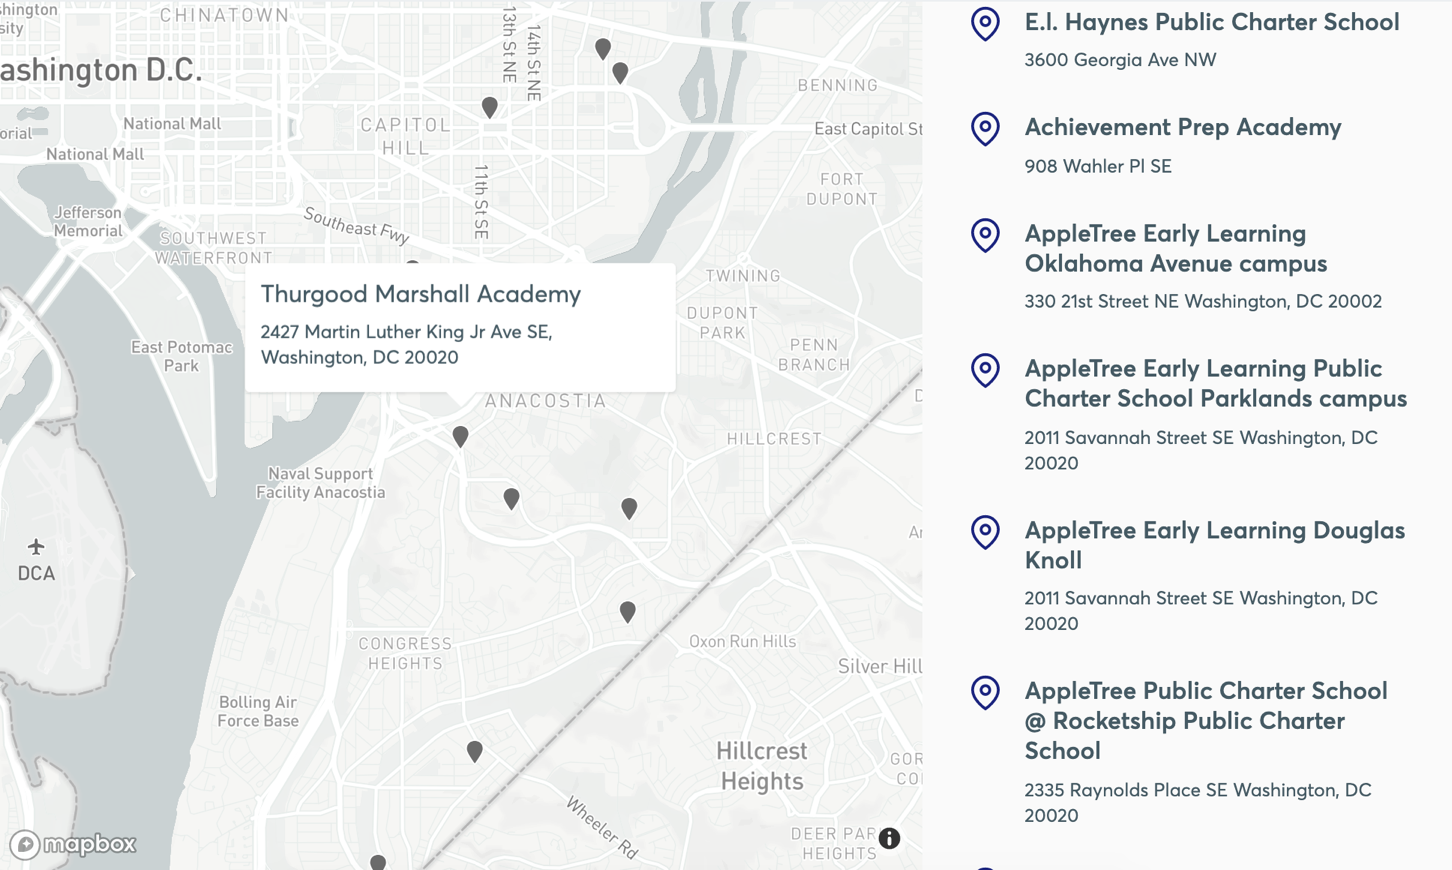 shington
sity
CHINATOWN
13th St NE
14th St NE
ashington D.C.
BENNING
National Mall
CAPITOL
HILL
East Capitol St
orial
National Mall
11th St SE
FORT
DUPONT
Jefferson
Memorial
Southeast Fwy
SOUTHWEST
WATERFRONT
TWINING
Thurgood Marshall Academy
2427 Martin Luther King Jr Ave SE,
Washington, DC 20020
DUPONT
PARK
PENN
BRANCH
East Potomac
Park
ANACOSTIA
D
HILLCREST
Naval Support
Facility Anacostia
Ar
DCA
CONGRESS
HEIGHTS
Oxon Run Hills
Silver Hill
Bolling Air
Force Base
Hillcrest
Heights
GOR
CO
Wheeler Rd
DEER PAR
HEIGHTS
mapbox
E.l. Haynes Public Charter School
3600 Georgia Ave NW
Achievement Prep Academy
908 Wahler Pl SE
AppleTree Early Learning
Oklahoma Avenue campus
330 21st Street NE Washington, DC 20002
AppleTree Early Learning Public
Charter School Parklands campus
2011 Savannah Street SE Washington, DC
20020
AppleTree Early Learning Douglas
Knoll
2011 Savannah Street SE Washington, DC
20020
AppleTree Public Charter School
@ Rocketship Public Charter
School
2335 Raynolds Place SE Washington, DC
20020